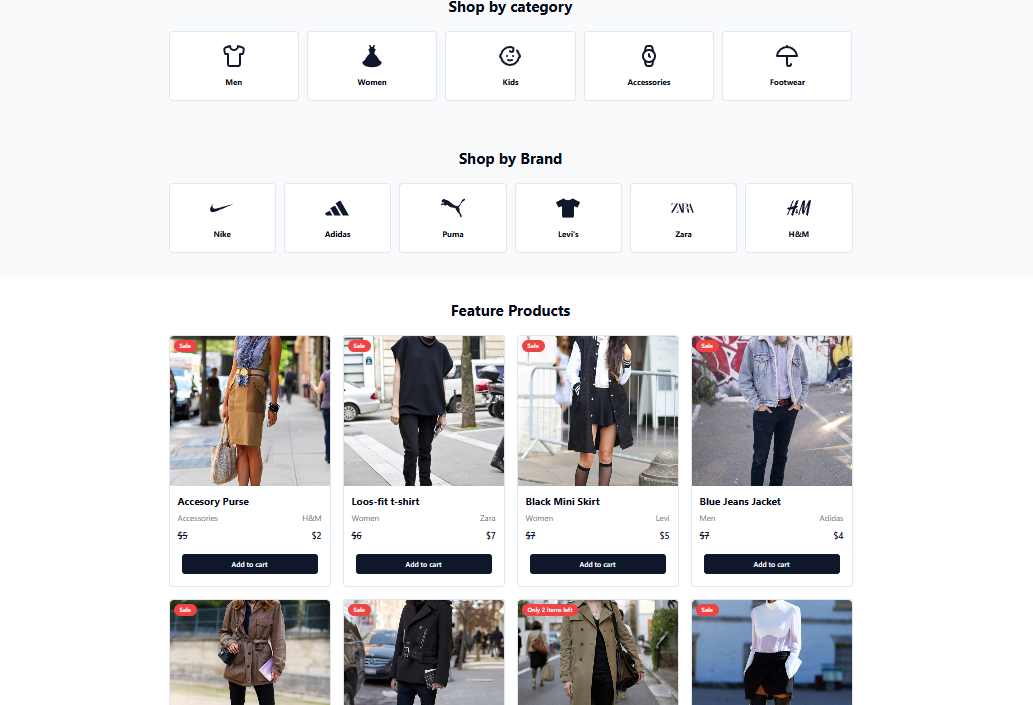 Shop by category
Men Women Kids Accessories Footwear
Shop by Brand
ZARA H&M
Nike Adidas Puma Levi's Zara H&M
Feature Products
Sale Sale Sale Sale
Accesory Purse Loos-fit t-shirt Black Mini Skirt Blue Jeans Jacket
Accessories H&M Women Zara Women Levi Men Adidas
$5 $2 $6 $7 $7 $5 $7 $4
Add to cart Add to cart Add to cart Add to cart
Sale Sale Only 2 items left Sale